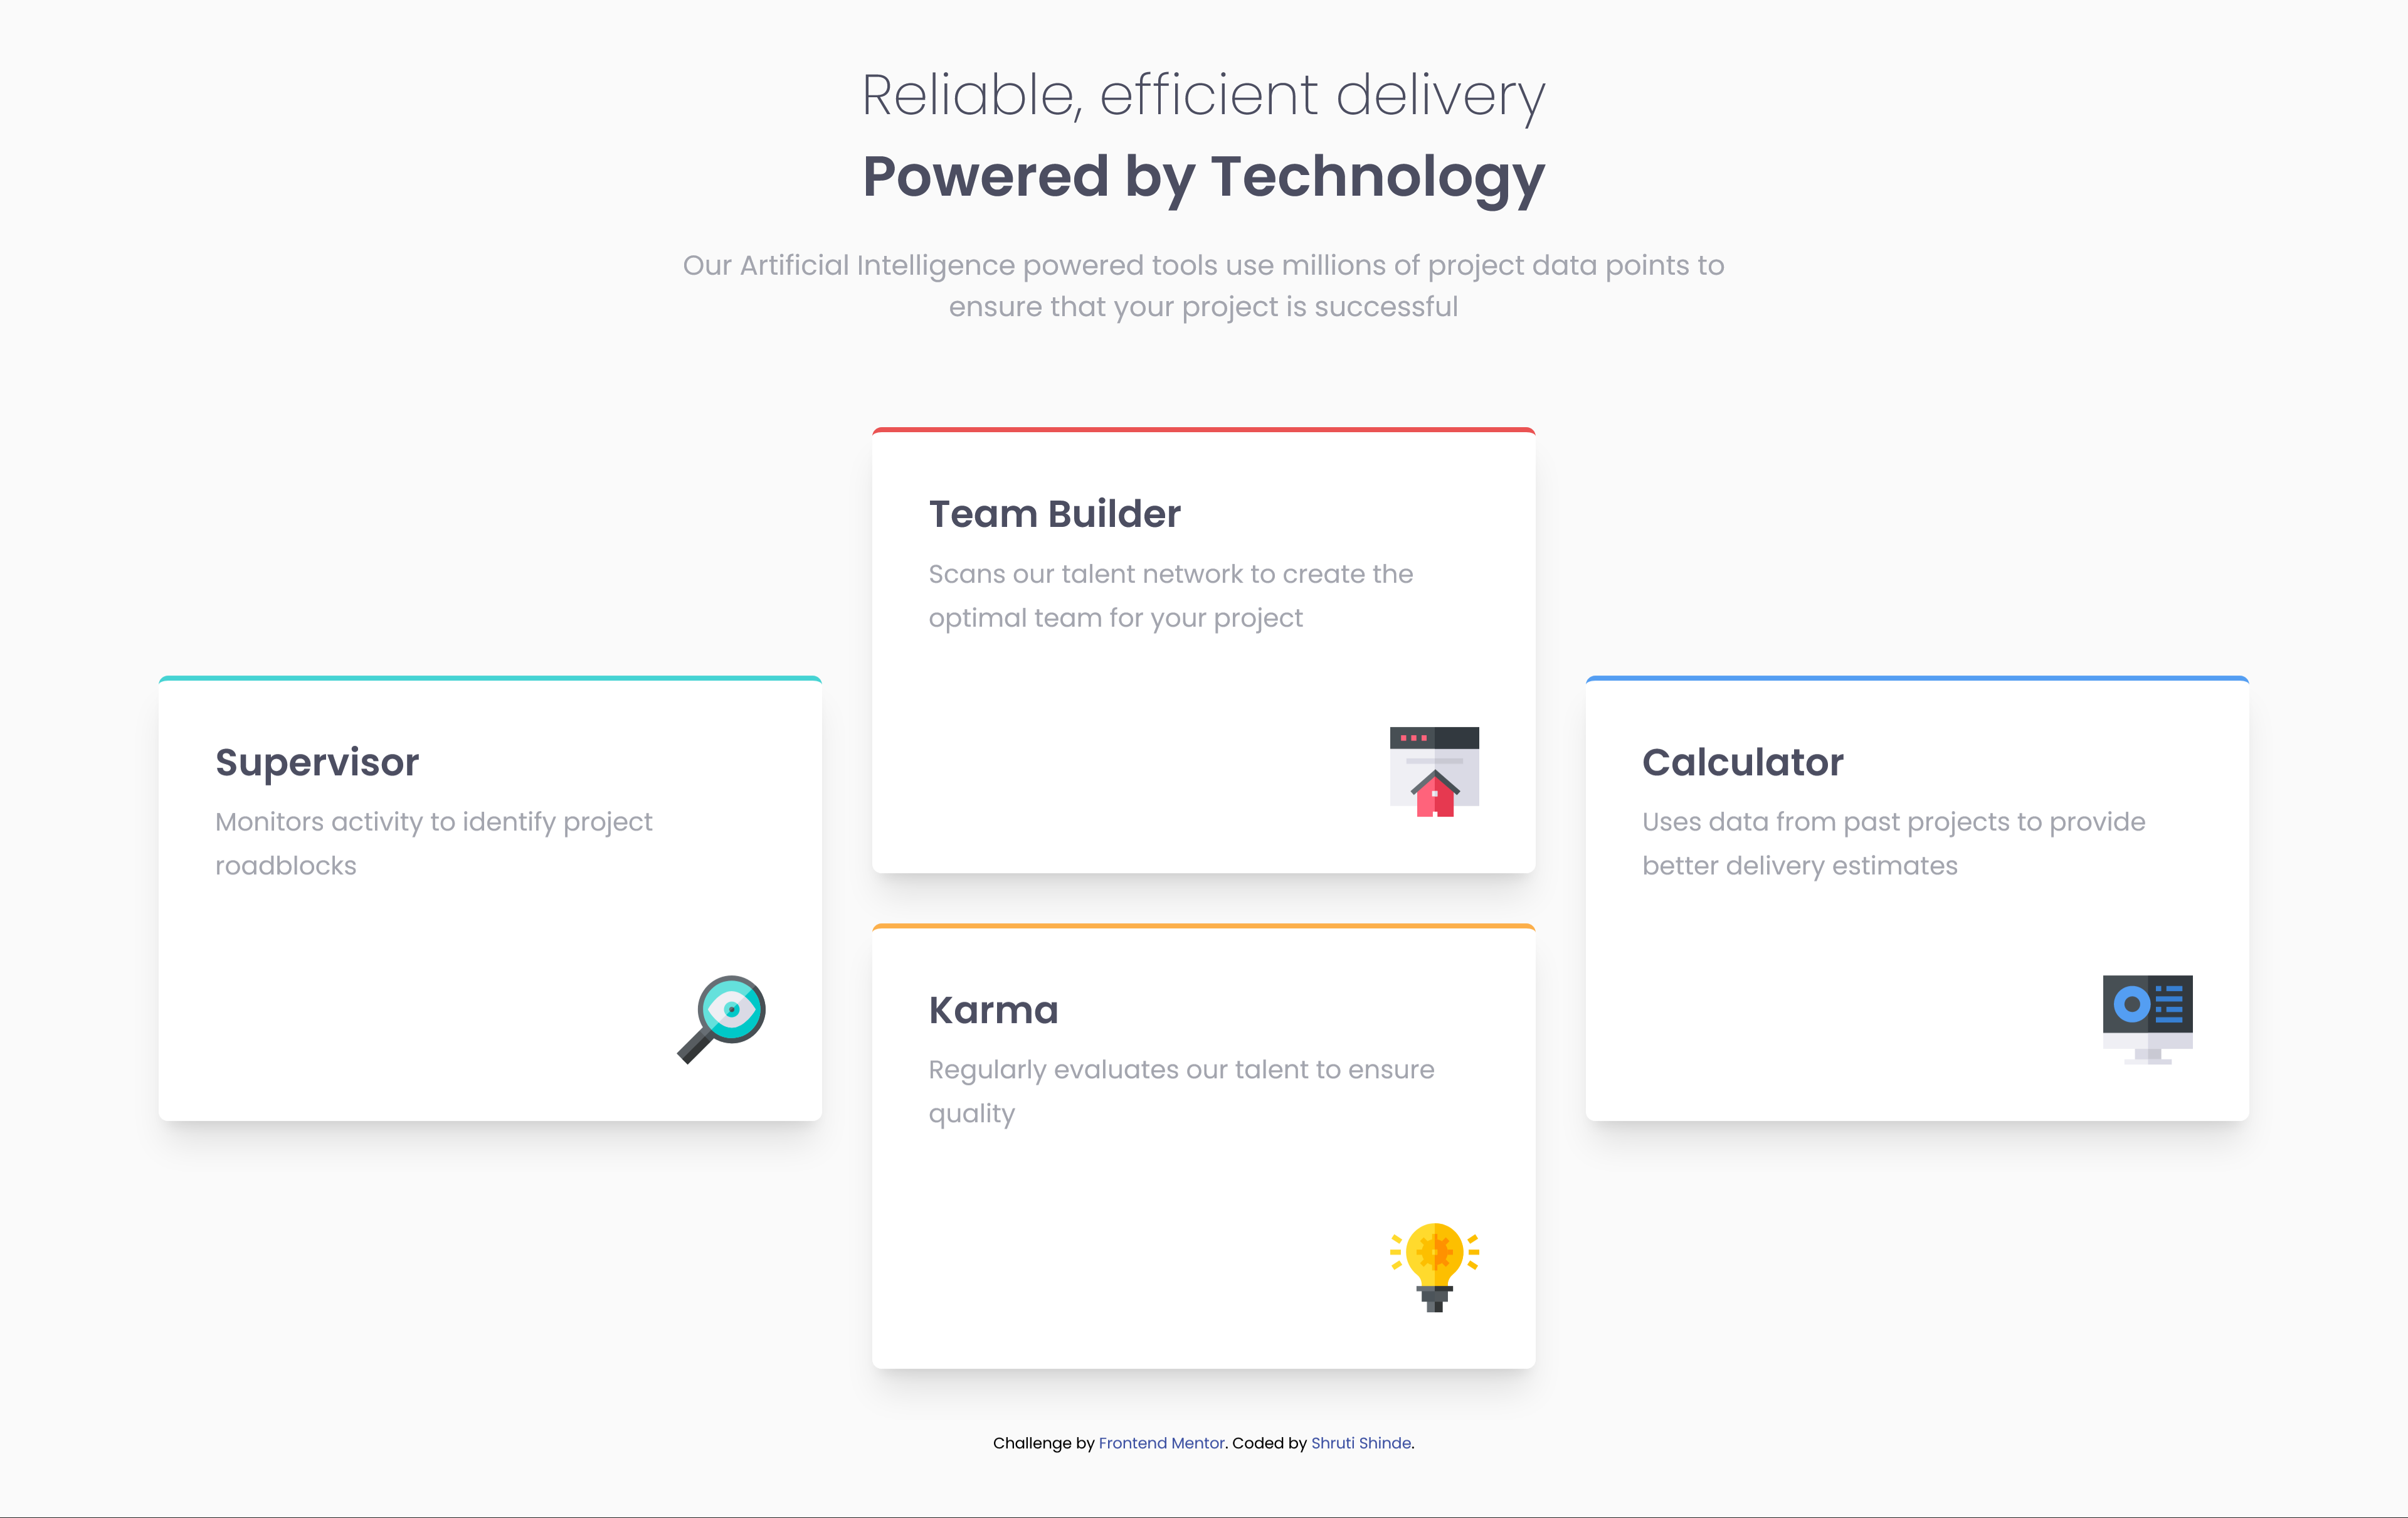 Reliable, efficient delivery
Powered by Technology
Our Artificial Intelligence powered tools use millions of project data points to
ensure that your project is successful
Team Builder
Scans our talent network to create the
optimal team for your project
Supervisor
Monitors activity to identify project
roadblocks
Calculator
Uses data from past projects to provide
better delivery estimates
Karma
Regularly evaluates our talent to ensure
quality
Challenge by Frontend Mentor. Coded by Shruti Shinde.